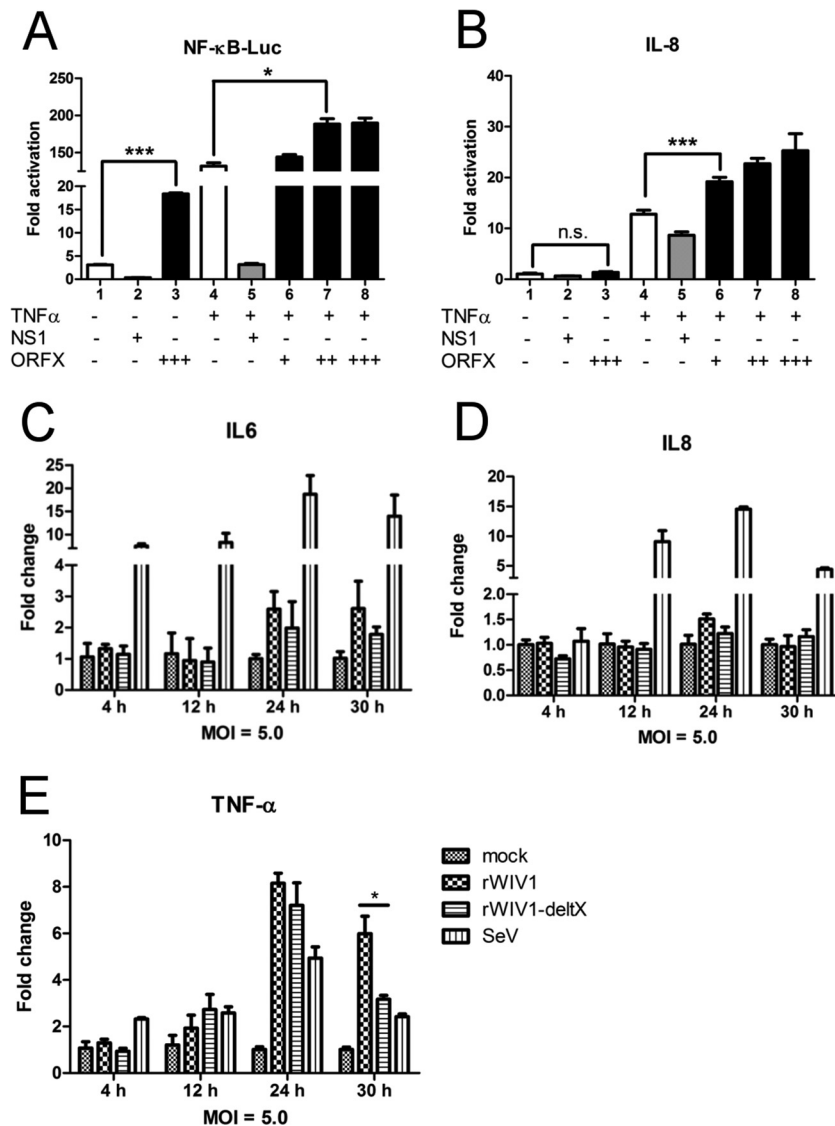 A
NF-κB-Luc
Fold activation
250
200
150
100
20
15
10
5
0
*
***
1 2 3 4 5 6 7 8
TNFα - - - + + + + +
NS1 - + - - + - - -
ORFX - - +++ - - + ++ +++
B
IL-8
Fold activation
40
30
20
10
0
n.s.
***
1 2 3 4 5 6 7 8
TNFα - - - + + + + +
NS1 - + - - + - - -
ORFX - - +++ - - + ++ +++
C
IL6
Fold change
25
20
15
10
4
3
2
1
0
4 h 12 h 24 h 30 h
MOI = 5.0
D
IL8
Fold change
20
15
10
5
2.0
1.5
1.0
0.5
0.0
4 h 12 h 24 h 30 h
MOI = 5.0
E
TNF-α
Fold change
10
8
6
4
2
0
*
4 h 12 h 24 h 30 h
MOI = 5.0
mock
rWIV1
rWIV1-deltX
SeV